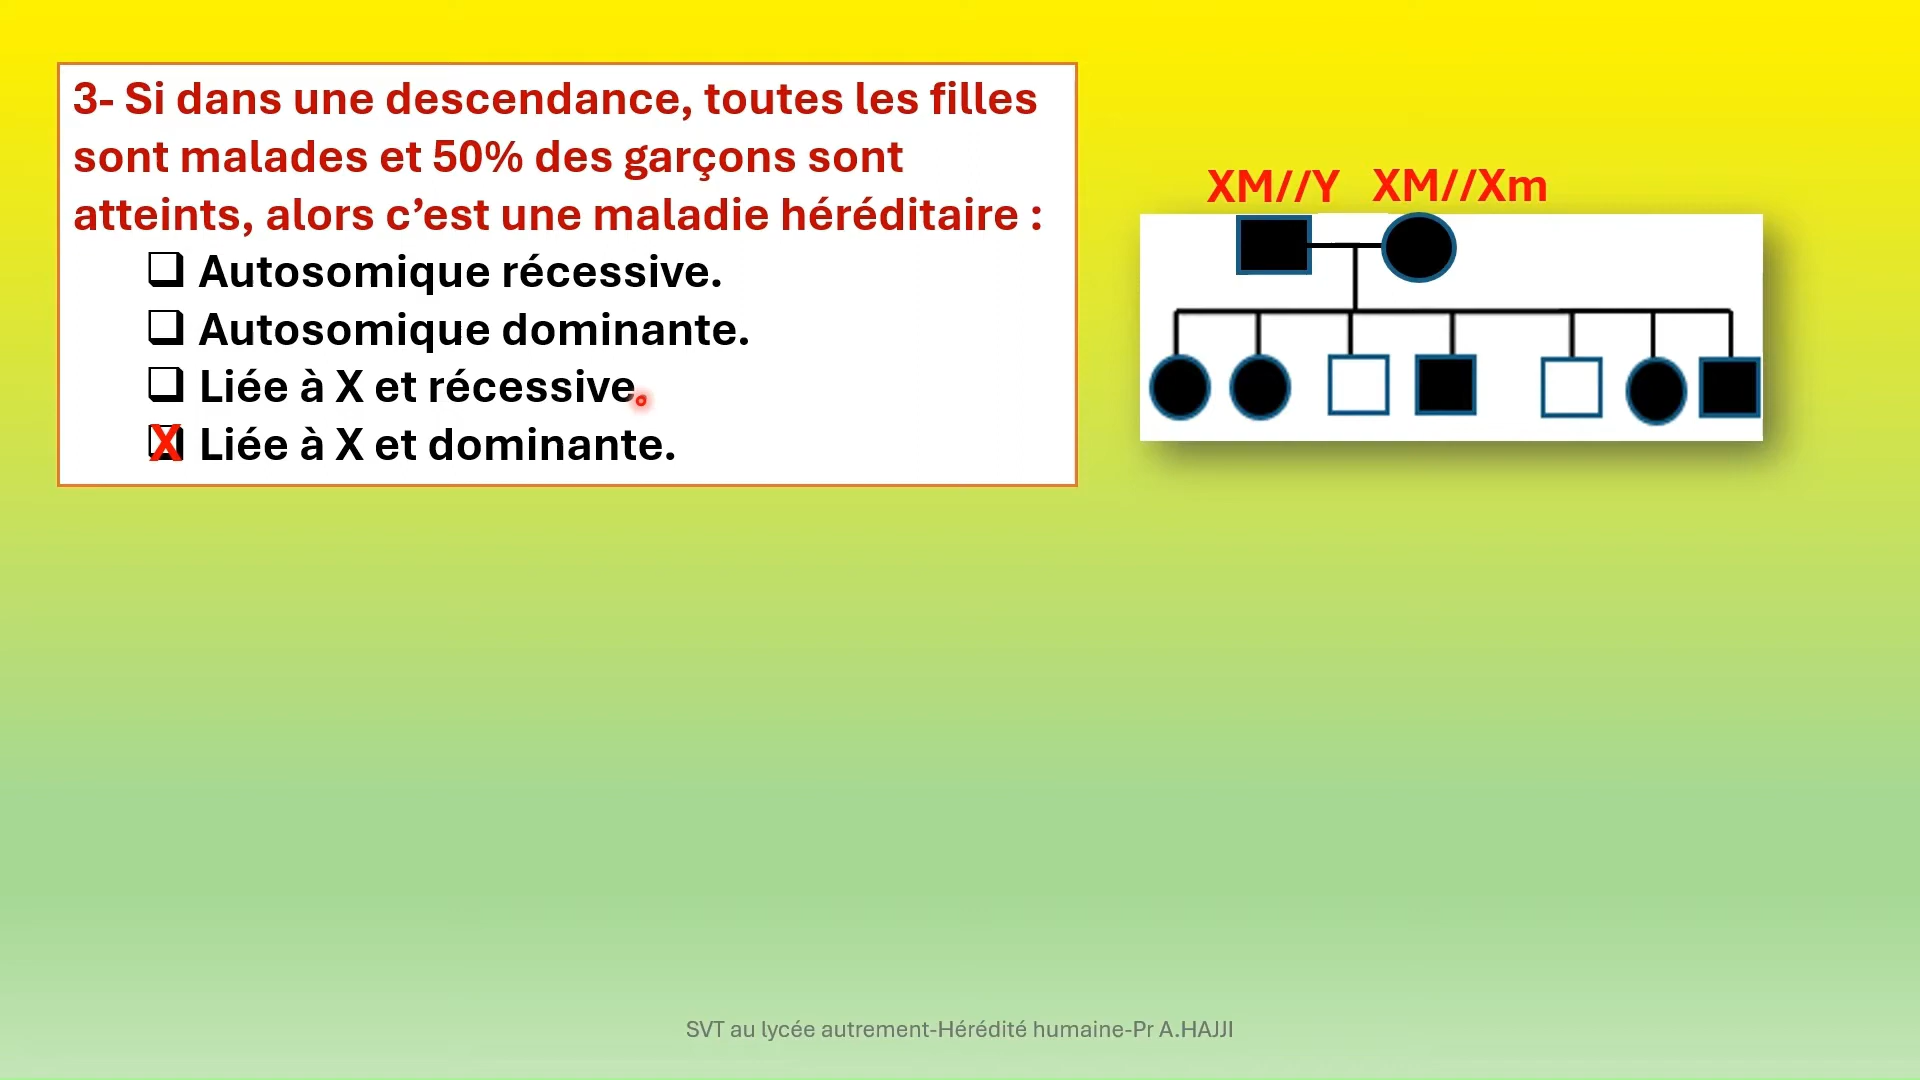 3- Si dans une descendance, toutes les filles
sont malades et 50% des garçons sont
atteints, alors c’est une maladie héréditaire :
❑ Autosomique récessive.
❑ Autosomique dominante.
❑ Liée à X et récessive.
X Liée à X et dominante.
XM//Y XM//Xm
SVT au lycée autrement-Hérédité humaine-Pr A.HAJJI